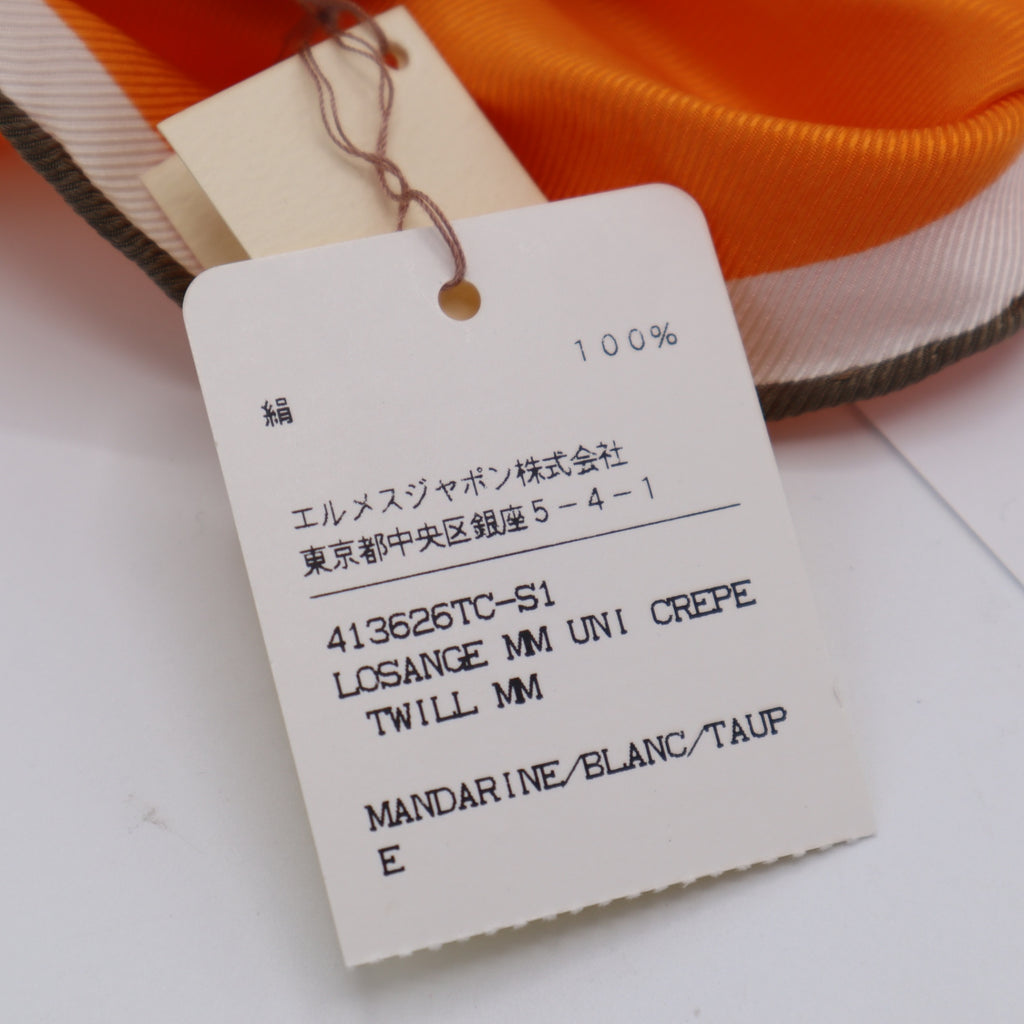 100%
絹
エルメスジャポン株式会社
東京都中央区銀座5-4-1
413626TC-S1
LOSANGE MM UNI CREPE
TWILL MM
MANDARINE/BLANC/TAUP
E